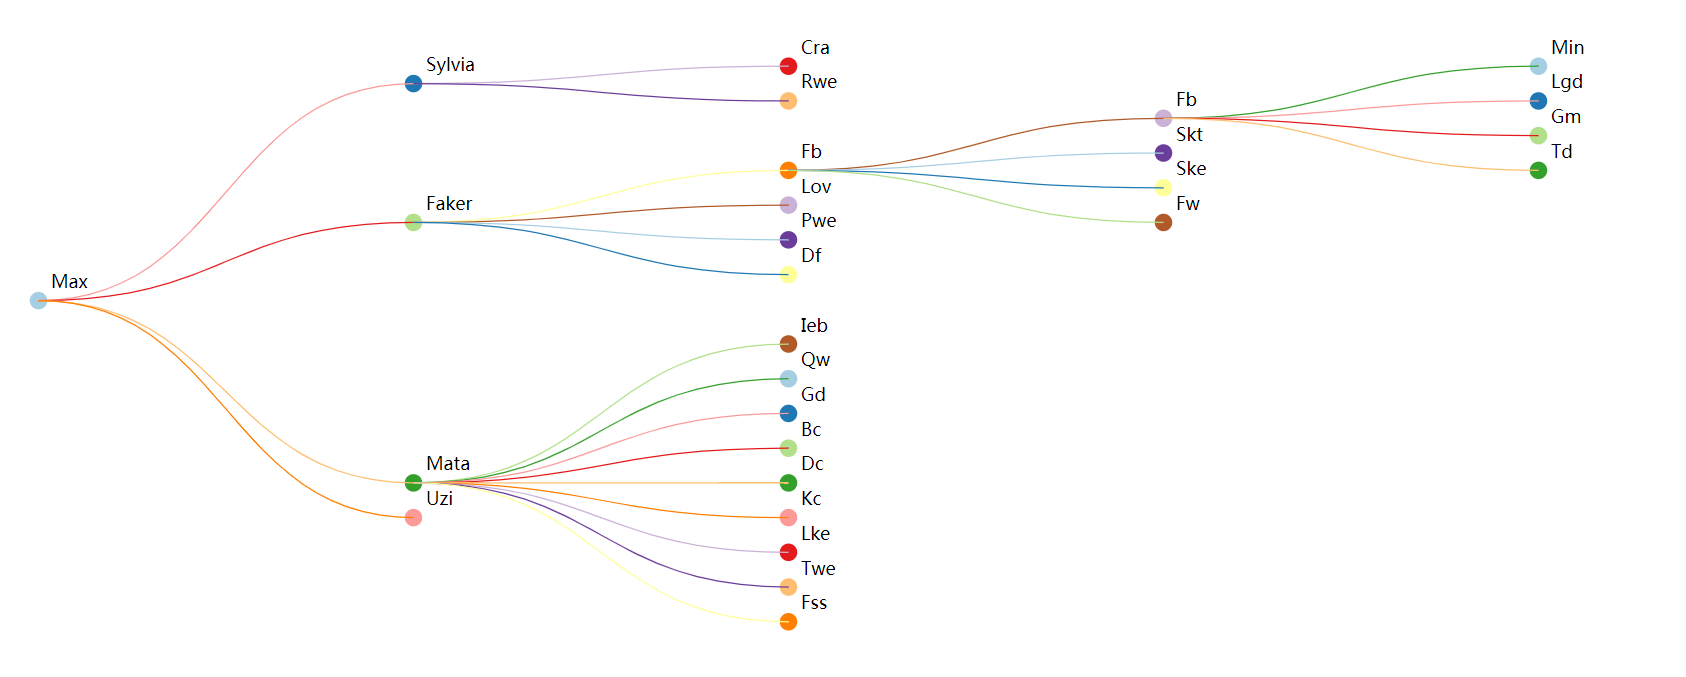 Max
Sylvia
Faker
Mata
Uzi
Cra
Rwe
Fb
Lov
Pwe
Df
Ieb
Qw
Gd
Bc
Dc
Kc
Lke
Twe
Fss
Fb
Skt
Ske
Fw
Min
Lgd
Gm
Td